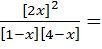 [2x]²
[1−x][4−x] =